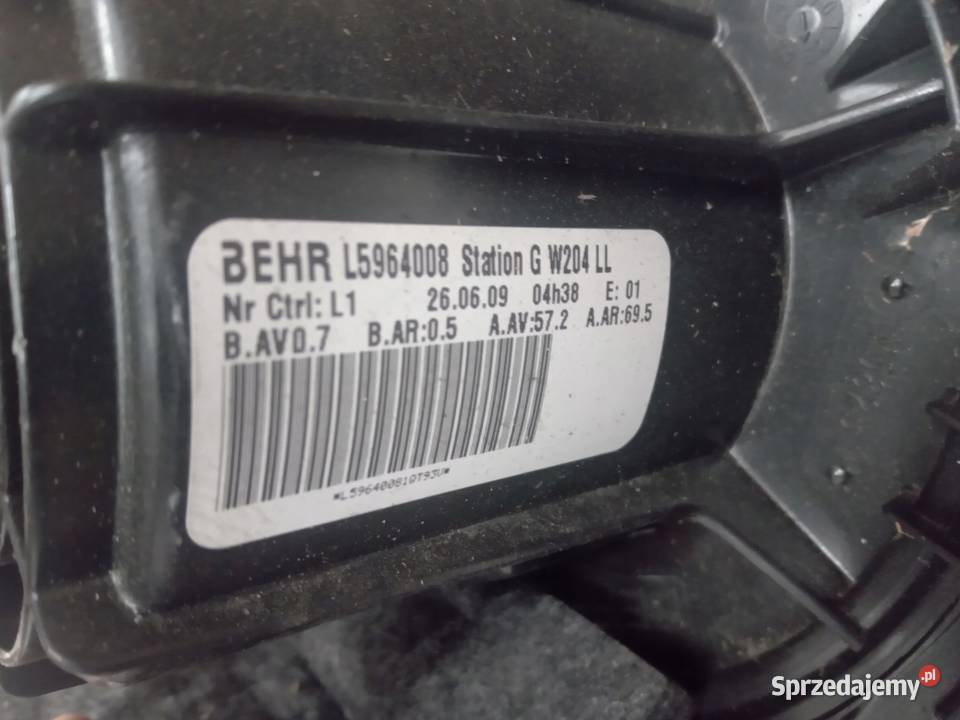 BEHR L5964008 Station G W204 LL
Nr Ctrl: L1 26.06.09 04h38 E: 01
B.AV0.7 B.AR:0.5 A.AV:57.2 A.AR:69.5
*L59640081QT93U*
Sprzedajemy.pl